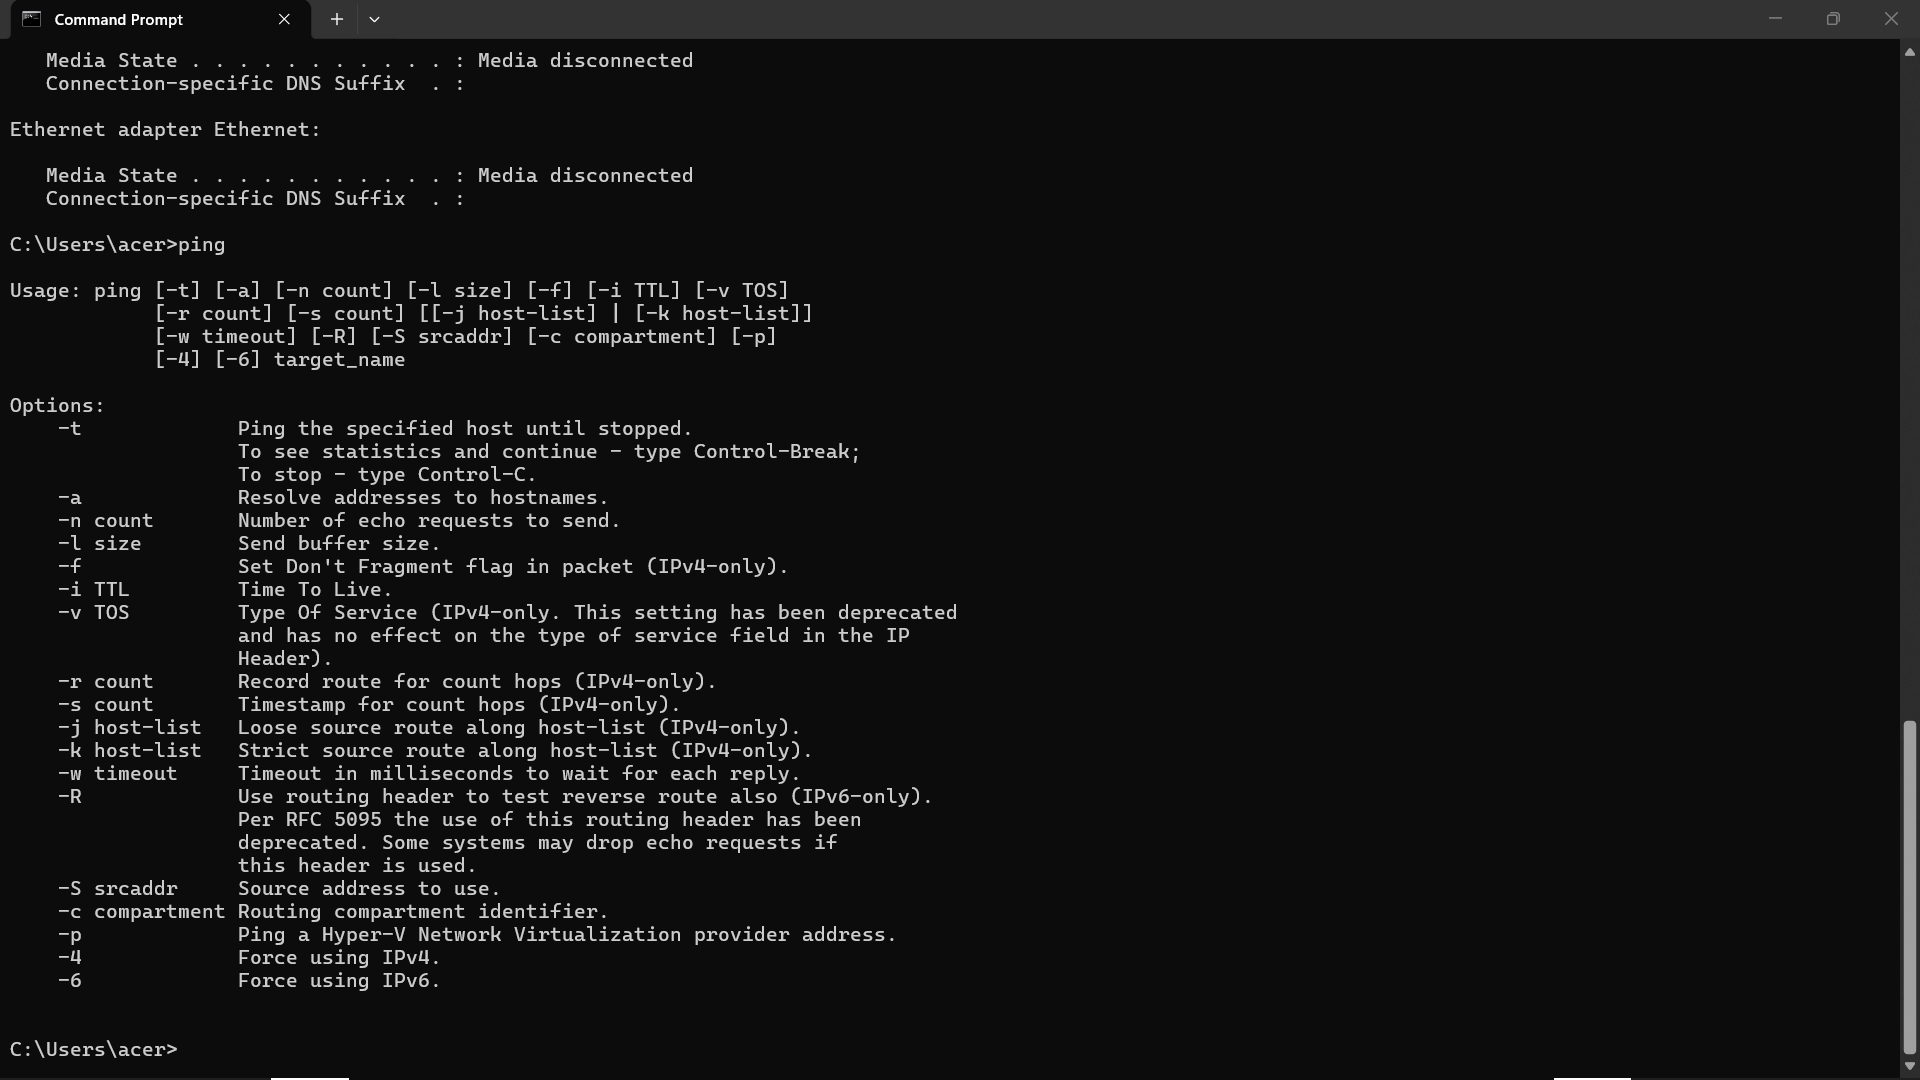 Command Prompt
   Media State . . . . . . . . . . . : Media disconnected
   Connection-specific DNS Suffix  . :
Ethernet adapter Ethernet:
   Media State . . . . . . . . . . . : Media disconnected
   Connection-specific DNS Suffix  . :
C:\Users\acer>ping
Usage: ping [-t] [-a] [-n count] [-l size] [-f] [-i TTL] [-v TOS]
            [-r count] [-s count] [[-j host-list] | [-k host-list]]
            [-w timeout] [-R] [-S srcaddr] [-c compartment] [-p]
            [-4] [-6] target_name
Options:
    -t             Ping the specified host until stopped.
                   To see statistics and continue - type Control-Break;
                   To stop - type Control-C.
    -a             Resolve addresses to hostnames.
    -n count       Number of echo requests to send.
    -l size        Send buffer size.
    -f             Set Don't Fragment flag in packet (IPv4-only).
    -i TTL         Time To Live.
    -v TOS         Type Of Service (IPv4-only. This setting has been deprecated
                   and has no effect on the type of service field in the IP
                   Header).
    -r count       Record route for count hops (IPv4-only).
    -s count       Timestamp for count hops (IPv4-only).
    -j host-list   Loose source route along host-list (IPv4-only).
    -k host-list   Strict source route along host-list (IPv4-only).
    -w timeout     Timeout in milliseconds to wait for each reply.
    -R             Use routing header to test reverse route also (IPv6-only).
                   Per RFC 5095 the use of this routing header has been
                   deprecated. Some systems may drop echo requests if
                   this header is used.
    -S srcaddr     Source address to use.
    -c compartment Routing compartment identifier.
    -p             Ping a Hyper-V Network Virtualization provider address.
    -4             Force using IPv4.
    -6             Force using IPv6.
C:\Users\acer>